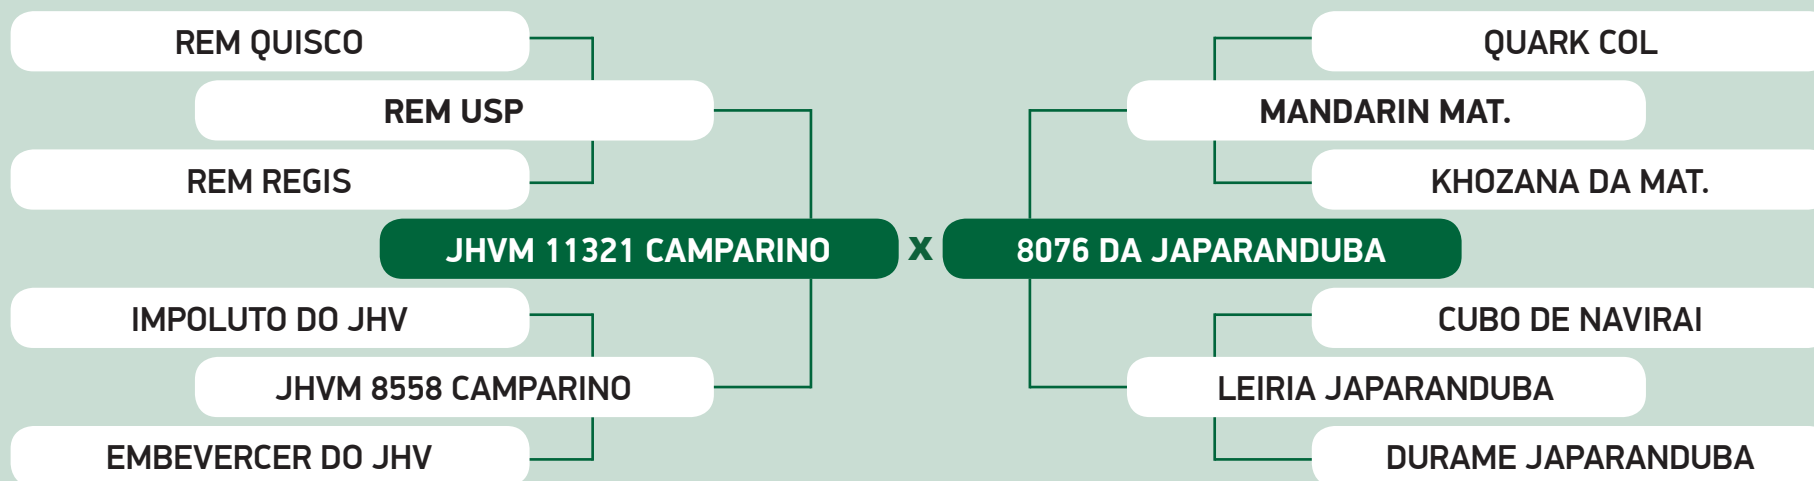 REM QUISCO
QUARK COL
REM USP
MANDARIN MAT.
REM REGIS
KHOZANA DA MAT.
JHVM 11321 CAMPARINO
X
8076 DA JAPARANDUBA
IMPOLUTO DO JHV
CUBO DE NAVIRAI
JHVM 8558 CAMPARINO
LEIRIA JAPARANDUBA
EMBEVERCER DO JHV
DURAME JAPARANDUBA